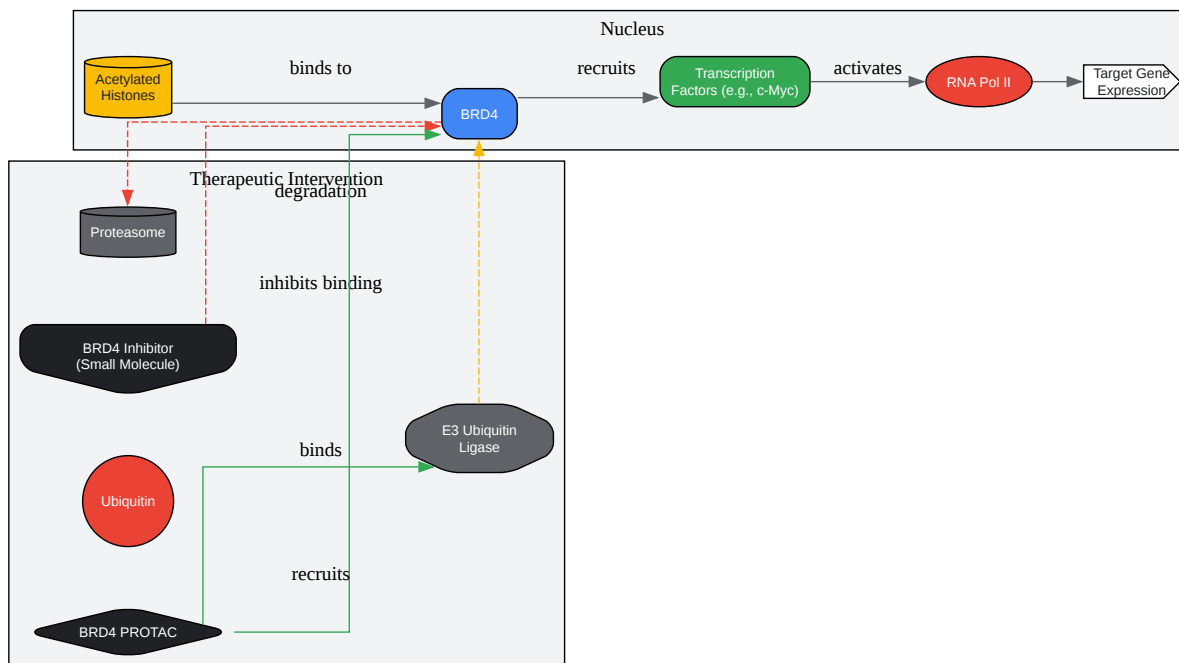 Nucleus
binds to
recruits
activates
Acetylated
Histones
BRD4
Transcription
Factors (e.g., c-Myc)
RNA Pol II
Target Gene
Expression
Therapeutic Intervention
degradation
Proteasome
inhibits binding
BRD4 Inhibitor
(Small Molecule)
E3 Ubiquitin
Ligase
binds
Ubiquitin
recruits
BRD4 PROTAC